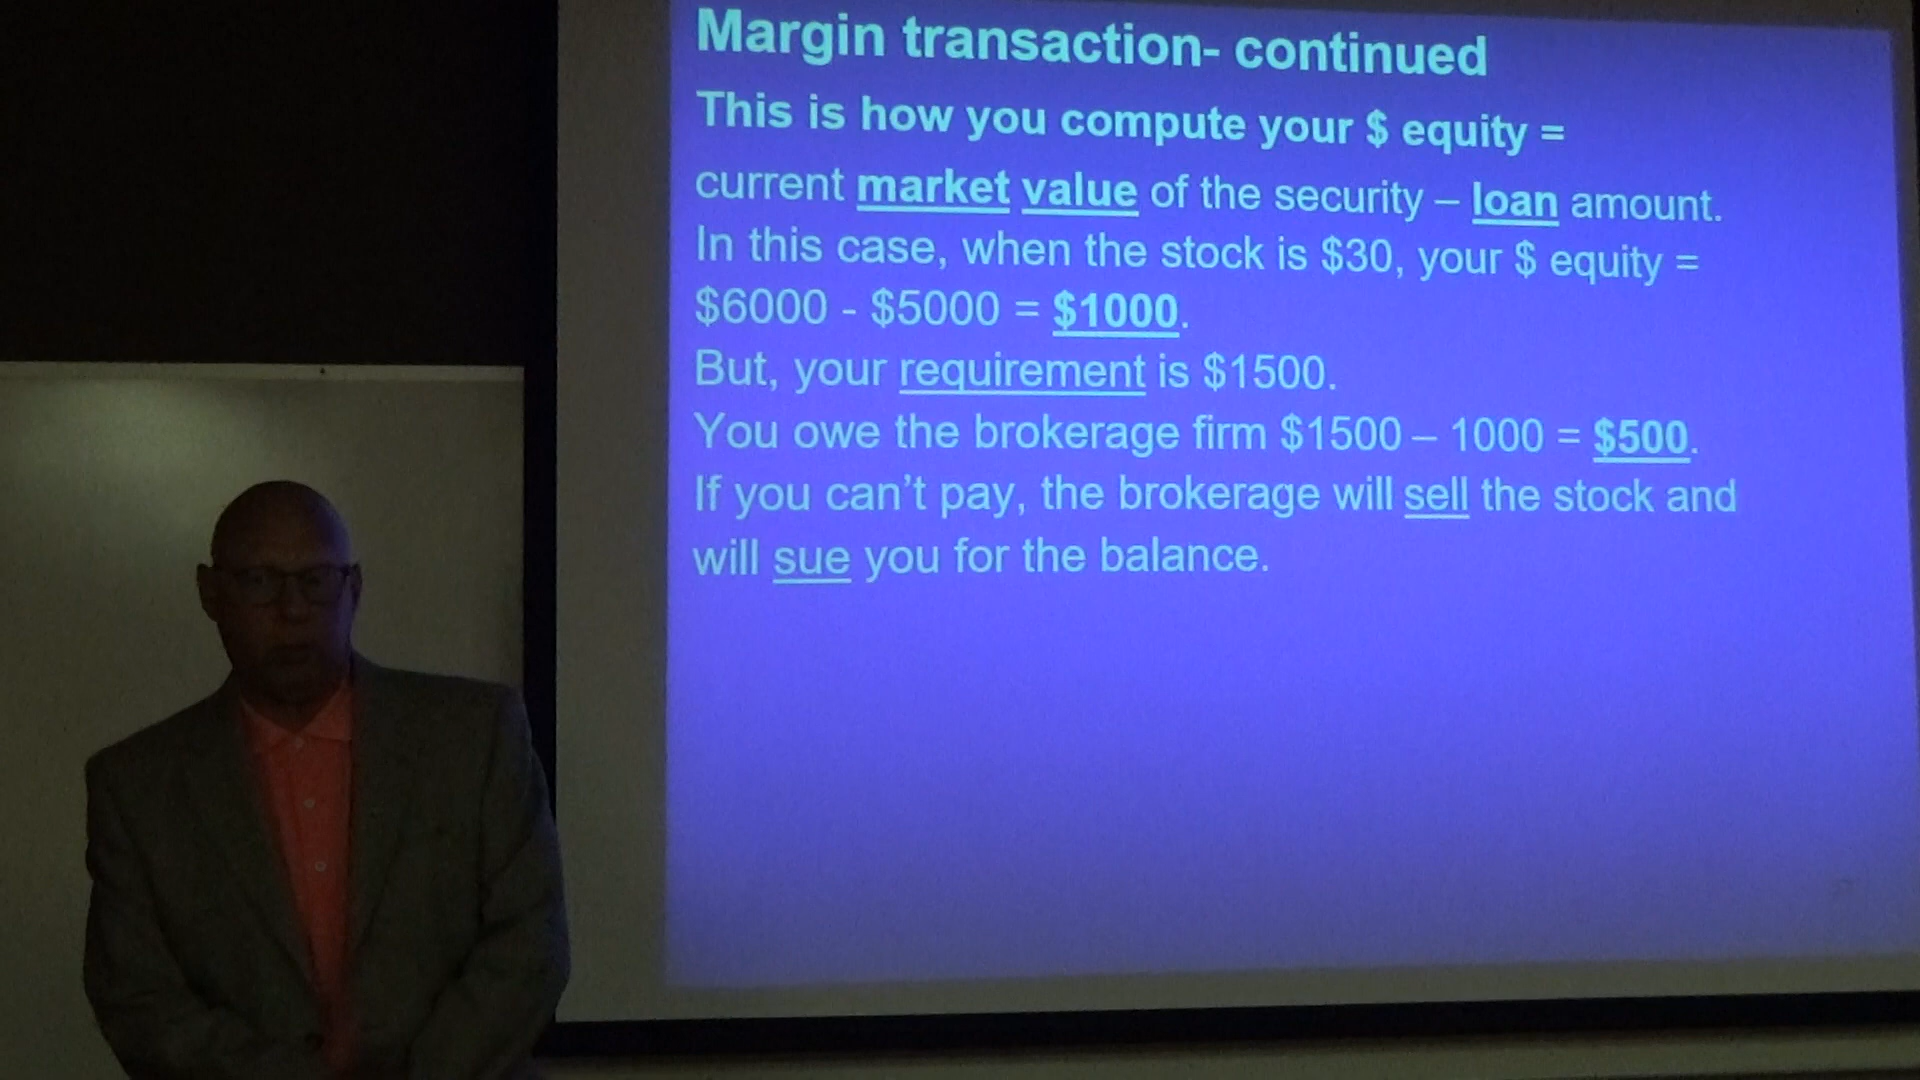 Margin transaction- continued
This is how you compute your $ equity =
current market value of the security – loan amount.
In this case, when the stock is $30, your $ equity =
$6000 - $5000 = $1000.
But, your requirement is $1500.
You owe the brokerage firm $1500 – 1000 = $500.
If you can’t pay, the brokerage will sell the stock and
will sue you for the balance.